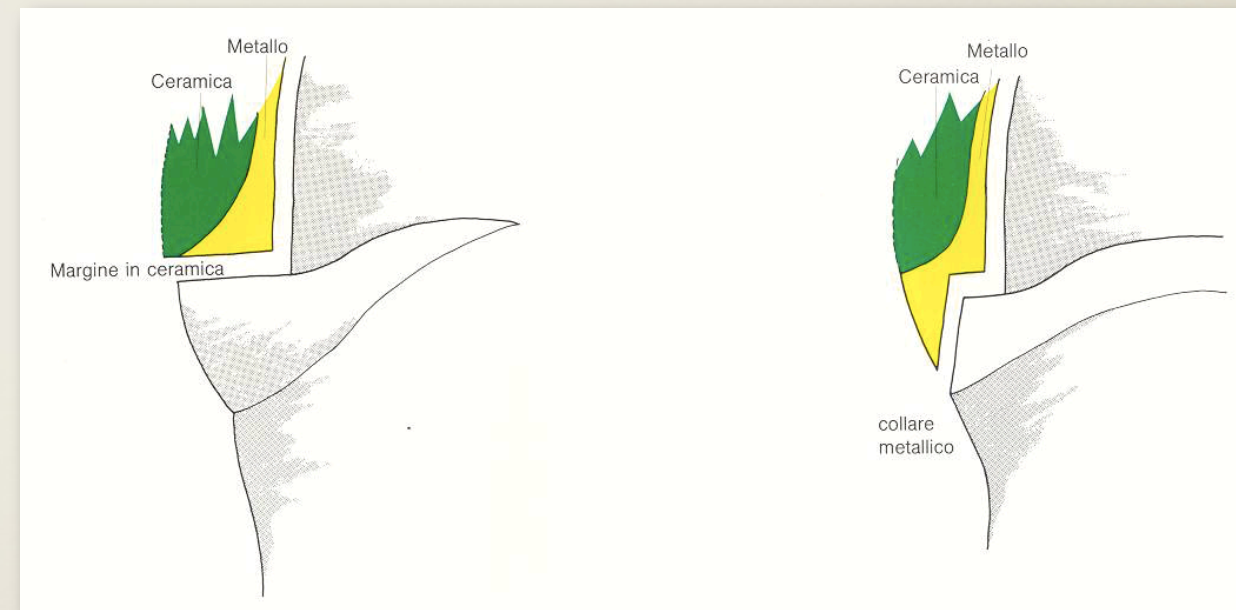 Metallo
Ceramica
Margine in ceramica
Metallo
Ceramica
collare
metallico